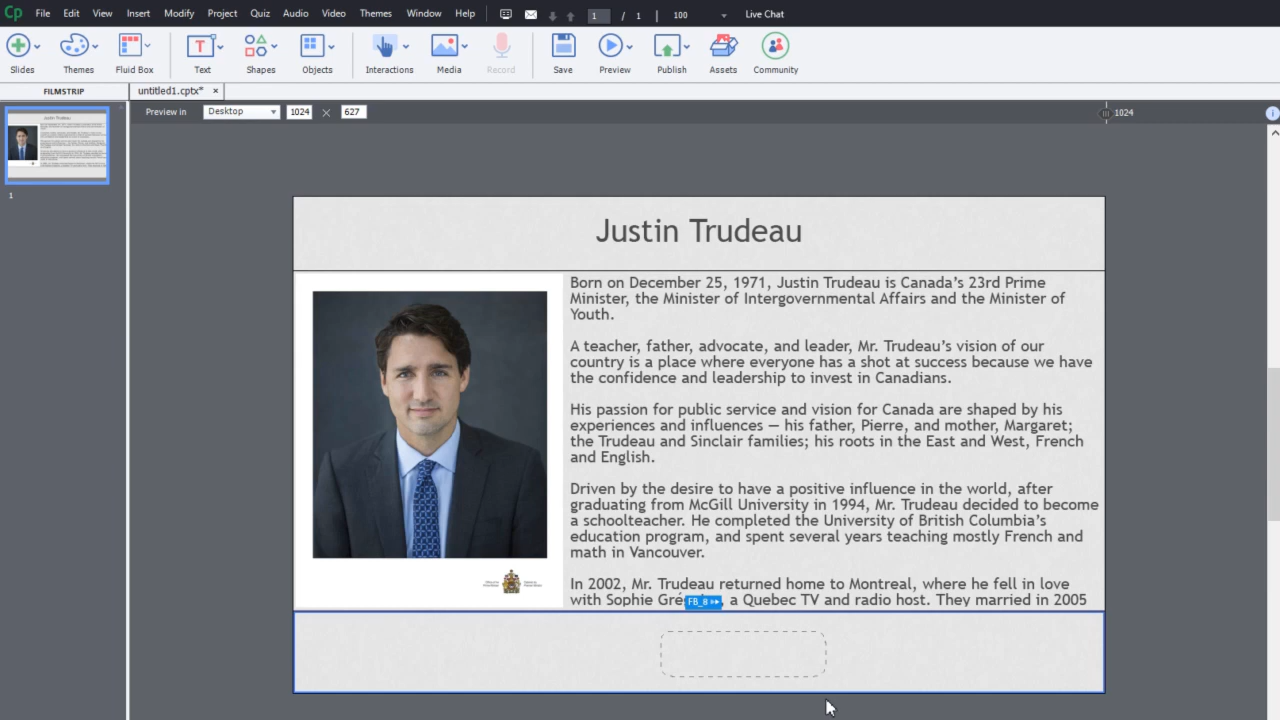 Cp File Edit View Insert Modify Project Quiz Audio Video Themes Window Help 1 / 1 100 Live Chat
Slides Themes Fluid Box Text Shapes Objects Interactions Media Record Save Preview Publish Assets Community
FILMSTRIP untitled1.cptx* ×
Preview in Desktop 1024 × 627 1024
1
Justin Trudeau
Born on December 25, 1971, Justin Trudeau is Canada’s 23rd Prime
Minister, the Minister of Intergovernmental Affairs and the Minister of
Youth.
A teacher, father, advocate, and leader, Mr. Trudeau’s vision of our
country is a place where everyone has a shot at success because we have
the confidence and leadership to invest in Canadians.
His passion for public service and vision for Canada are shaped by his
experiences and influences — his father, Pierre, and mother, Margaret;
the Trudeau and Sinclair families; his roots in the East and West, French
and English.
Driven by the desire to have a positive influence in the world, after
graduating from McGill University in 1994, Mr. Trudeau decided to become
a schoolteacher. He completed the University of British Columbia’s
education program, and spent several years teaching mostly French and
math in Vancouver.
In 2002, Mr. Trudeau returned home to Montreal, where he fell in love
with Sophie a Quebec TV and radio host. They married in 2005
FB_8